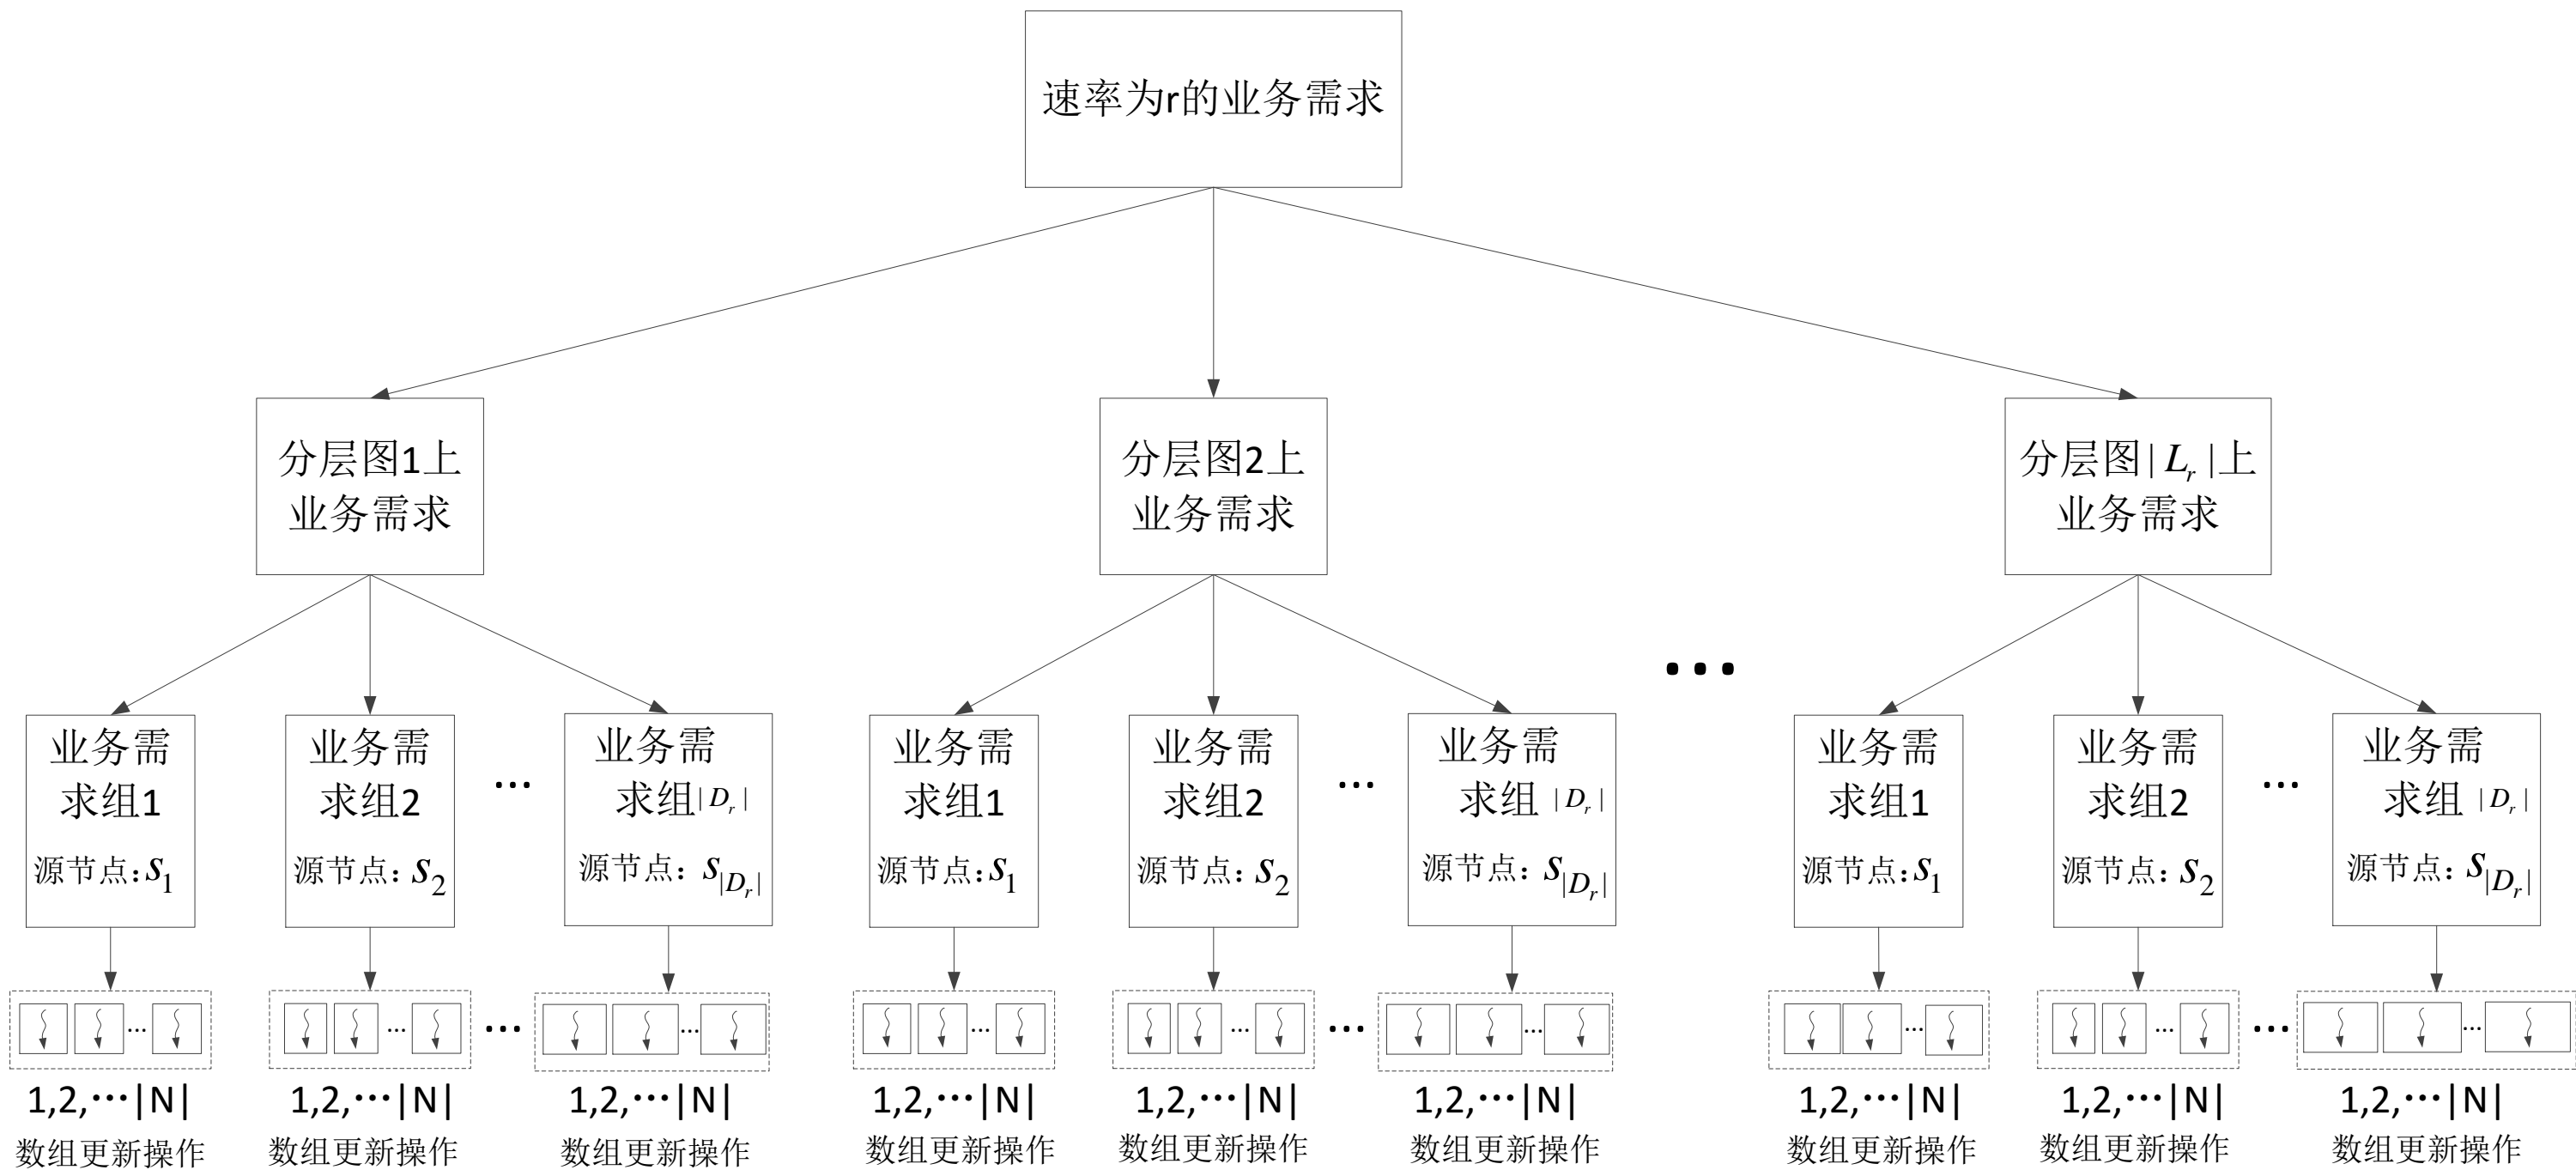 速率为r的业务需求
分层图1上
业务需求
分层图2上
业务需求
分层图|L_r|上
业务需求
...
业务需
求组1
源节点：s_1
业务需
求组2
源节点：s_2
...
业务需
求组|D_r|
源节点：s_{|D_r|}
业务需
求组1
源节点：s_1
业务需
求组2
源节点：s_2
...
业务需
求组|D_r|
源节点：s_{|D_r|}
业务需
求组1
源节点：s_1
业务需
求组2
源节点：s_2
...
业务需
求组|D_r|
源节点：s_{|D_r|}
... ... ... ... ... ... ... ... ... ... ... ...
1,2,⋯|N| 1,2,⋯|N| 1,2,⋯|N| 1,2,⋯|N| 1,2,⋯|N| 1,2,⋯|N| 1,2,⋯|N| 1,2,⋯|N| 1,2,⋯|N|
数组更新操作 数组更新操作 数组更新操作 数组更新操作 数组更新操作 数组更新操作 数组更新操作 数组更新操作 数组更新操作